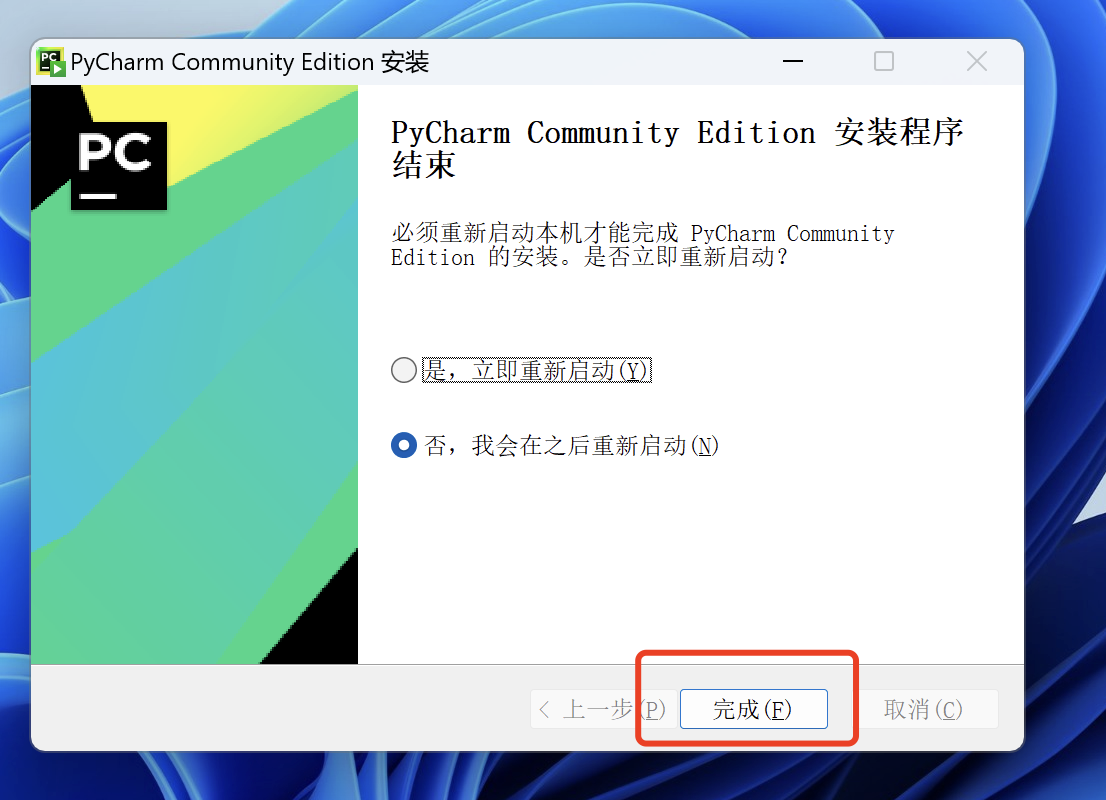 PC
PyCharm Community Edition 安装
PC
PyCharm Community Edition 安装程序
结束
必须重新启动本机才能完成 PyCharm Community
Edition 的安装。是否立即重新启动？
是，立即重新启动(Y)
否，我会在之后重新启动(N)
上一步(P)
完成(F)
取消(C)